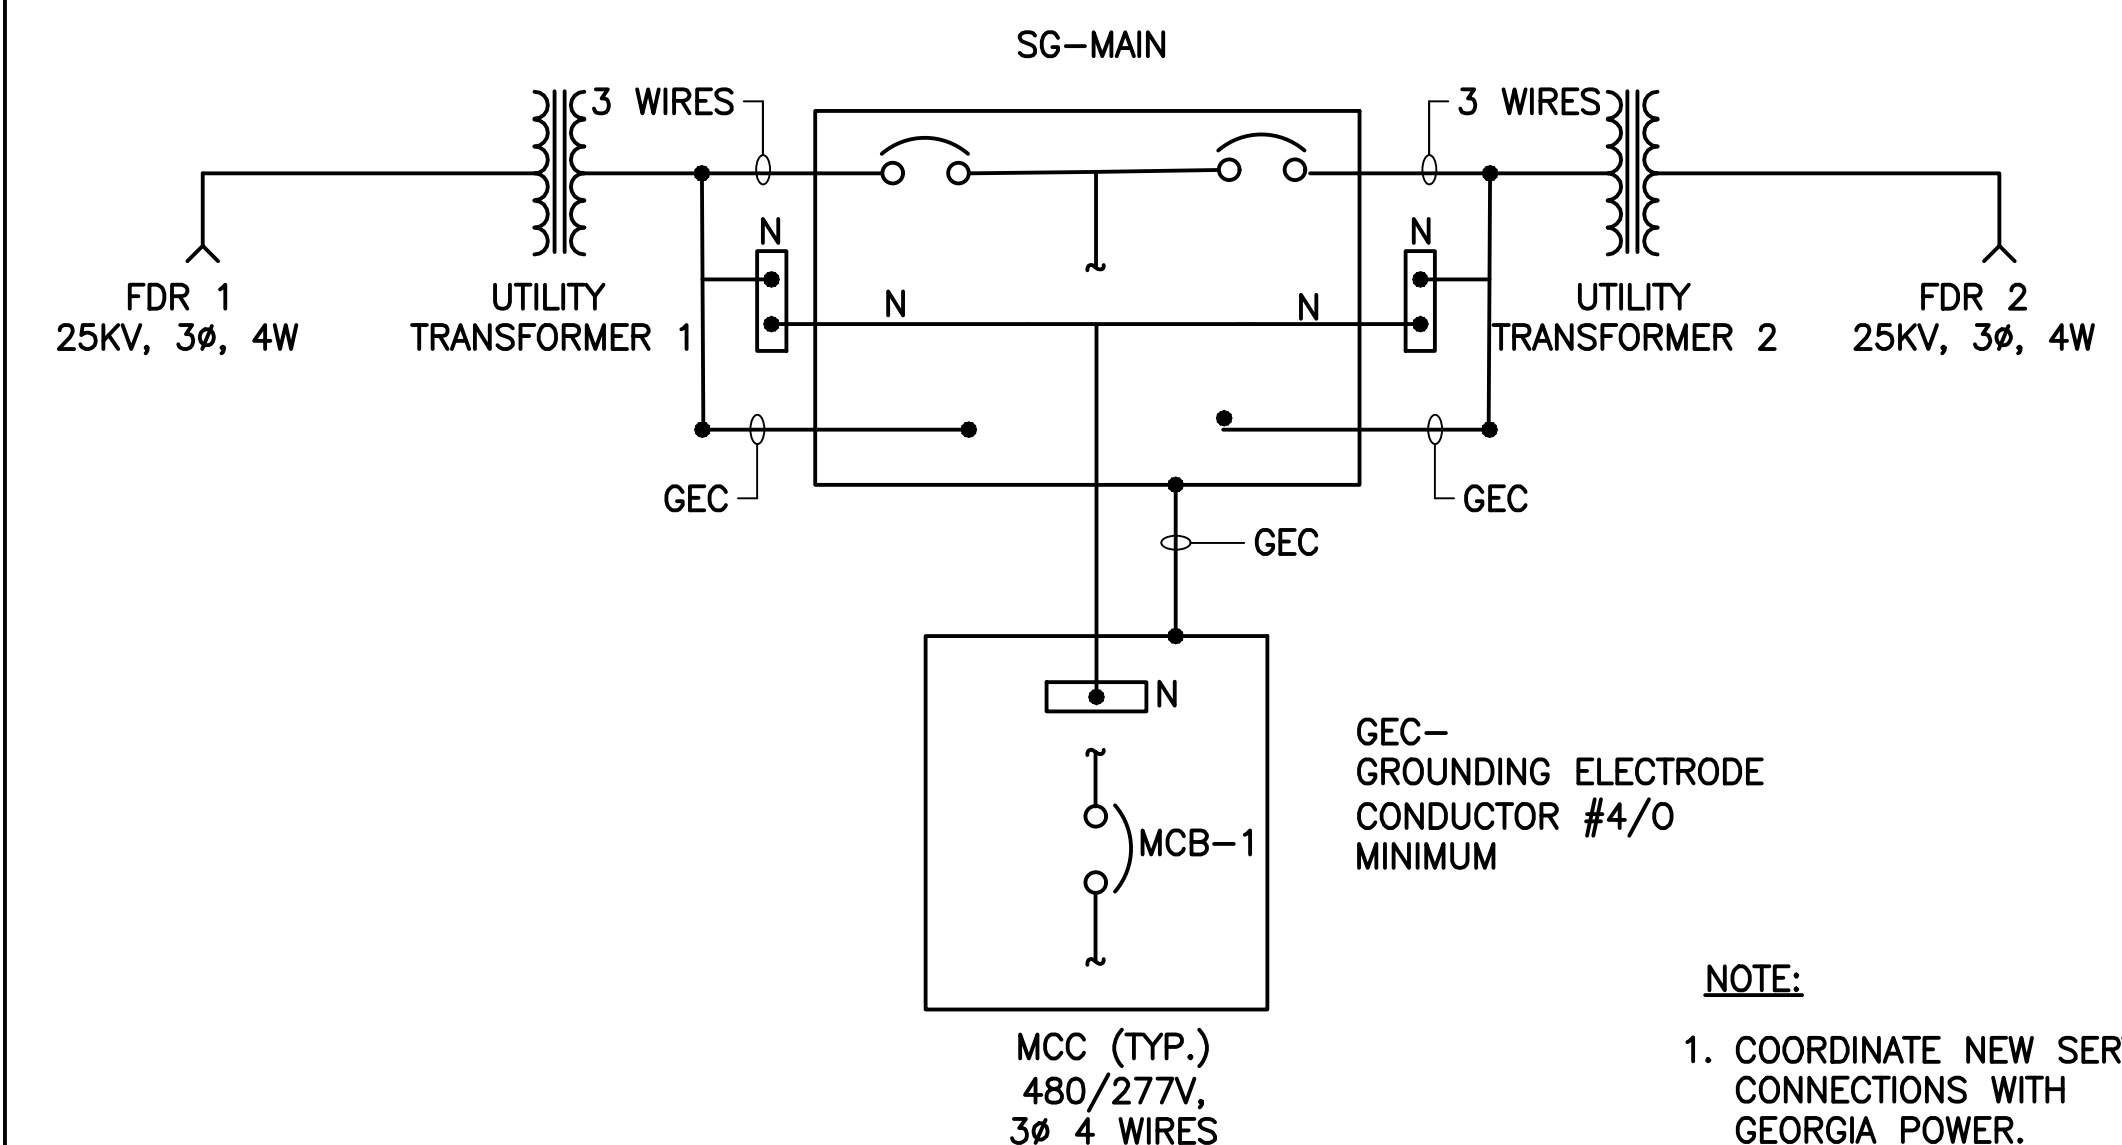 SG-MAIN
3 WIRES
3 WIRES
N
N
FDR 1
25KV, 3ø, 4W
UTILITY
TRANSFORMER 1
N
N
UTILITY
TRANSFORMER 2
FDR 2
25KV, 3ø, 4W
GEC
GEC
GEC
N
MCB-1
GEC-
GROUNDING ELECTRODE
CONDUCTOR #4/0
MINIMUM
MCC (TYP.)
480/277V,
3ø 4 WIRES
NOTE:
1. COORDINATE NEW SER
CONNECTIONS WITH
GEORGIA POWER.